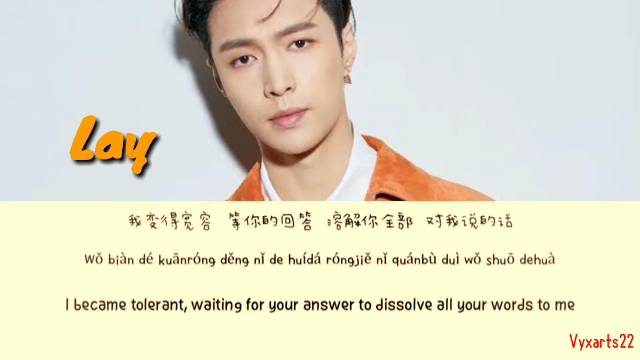 Lay
我变得宽容 等你的回答 溶解你全部 对我说的话
Wǒ biàn dé kuānróng děng nǐ de huídá róngjiě nǐ quánbù duì wǒ shuō dehuà
I became tolerant, waiting for your answer to dissolve all your words to me
Vyxarts22